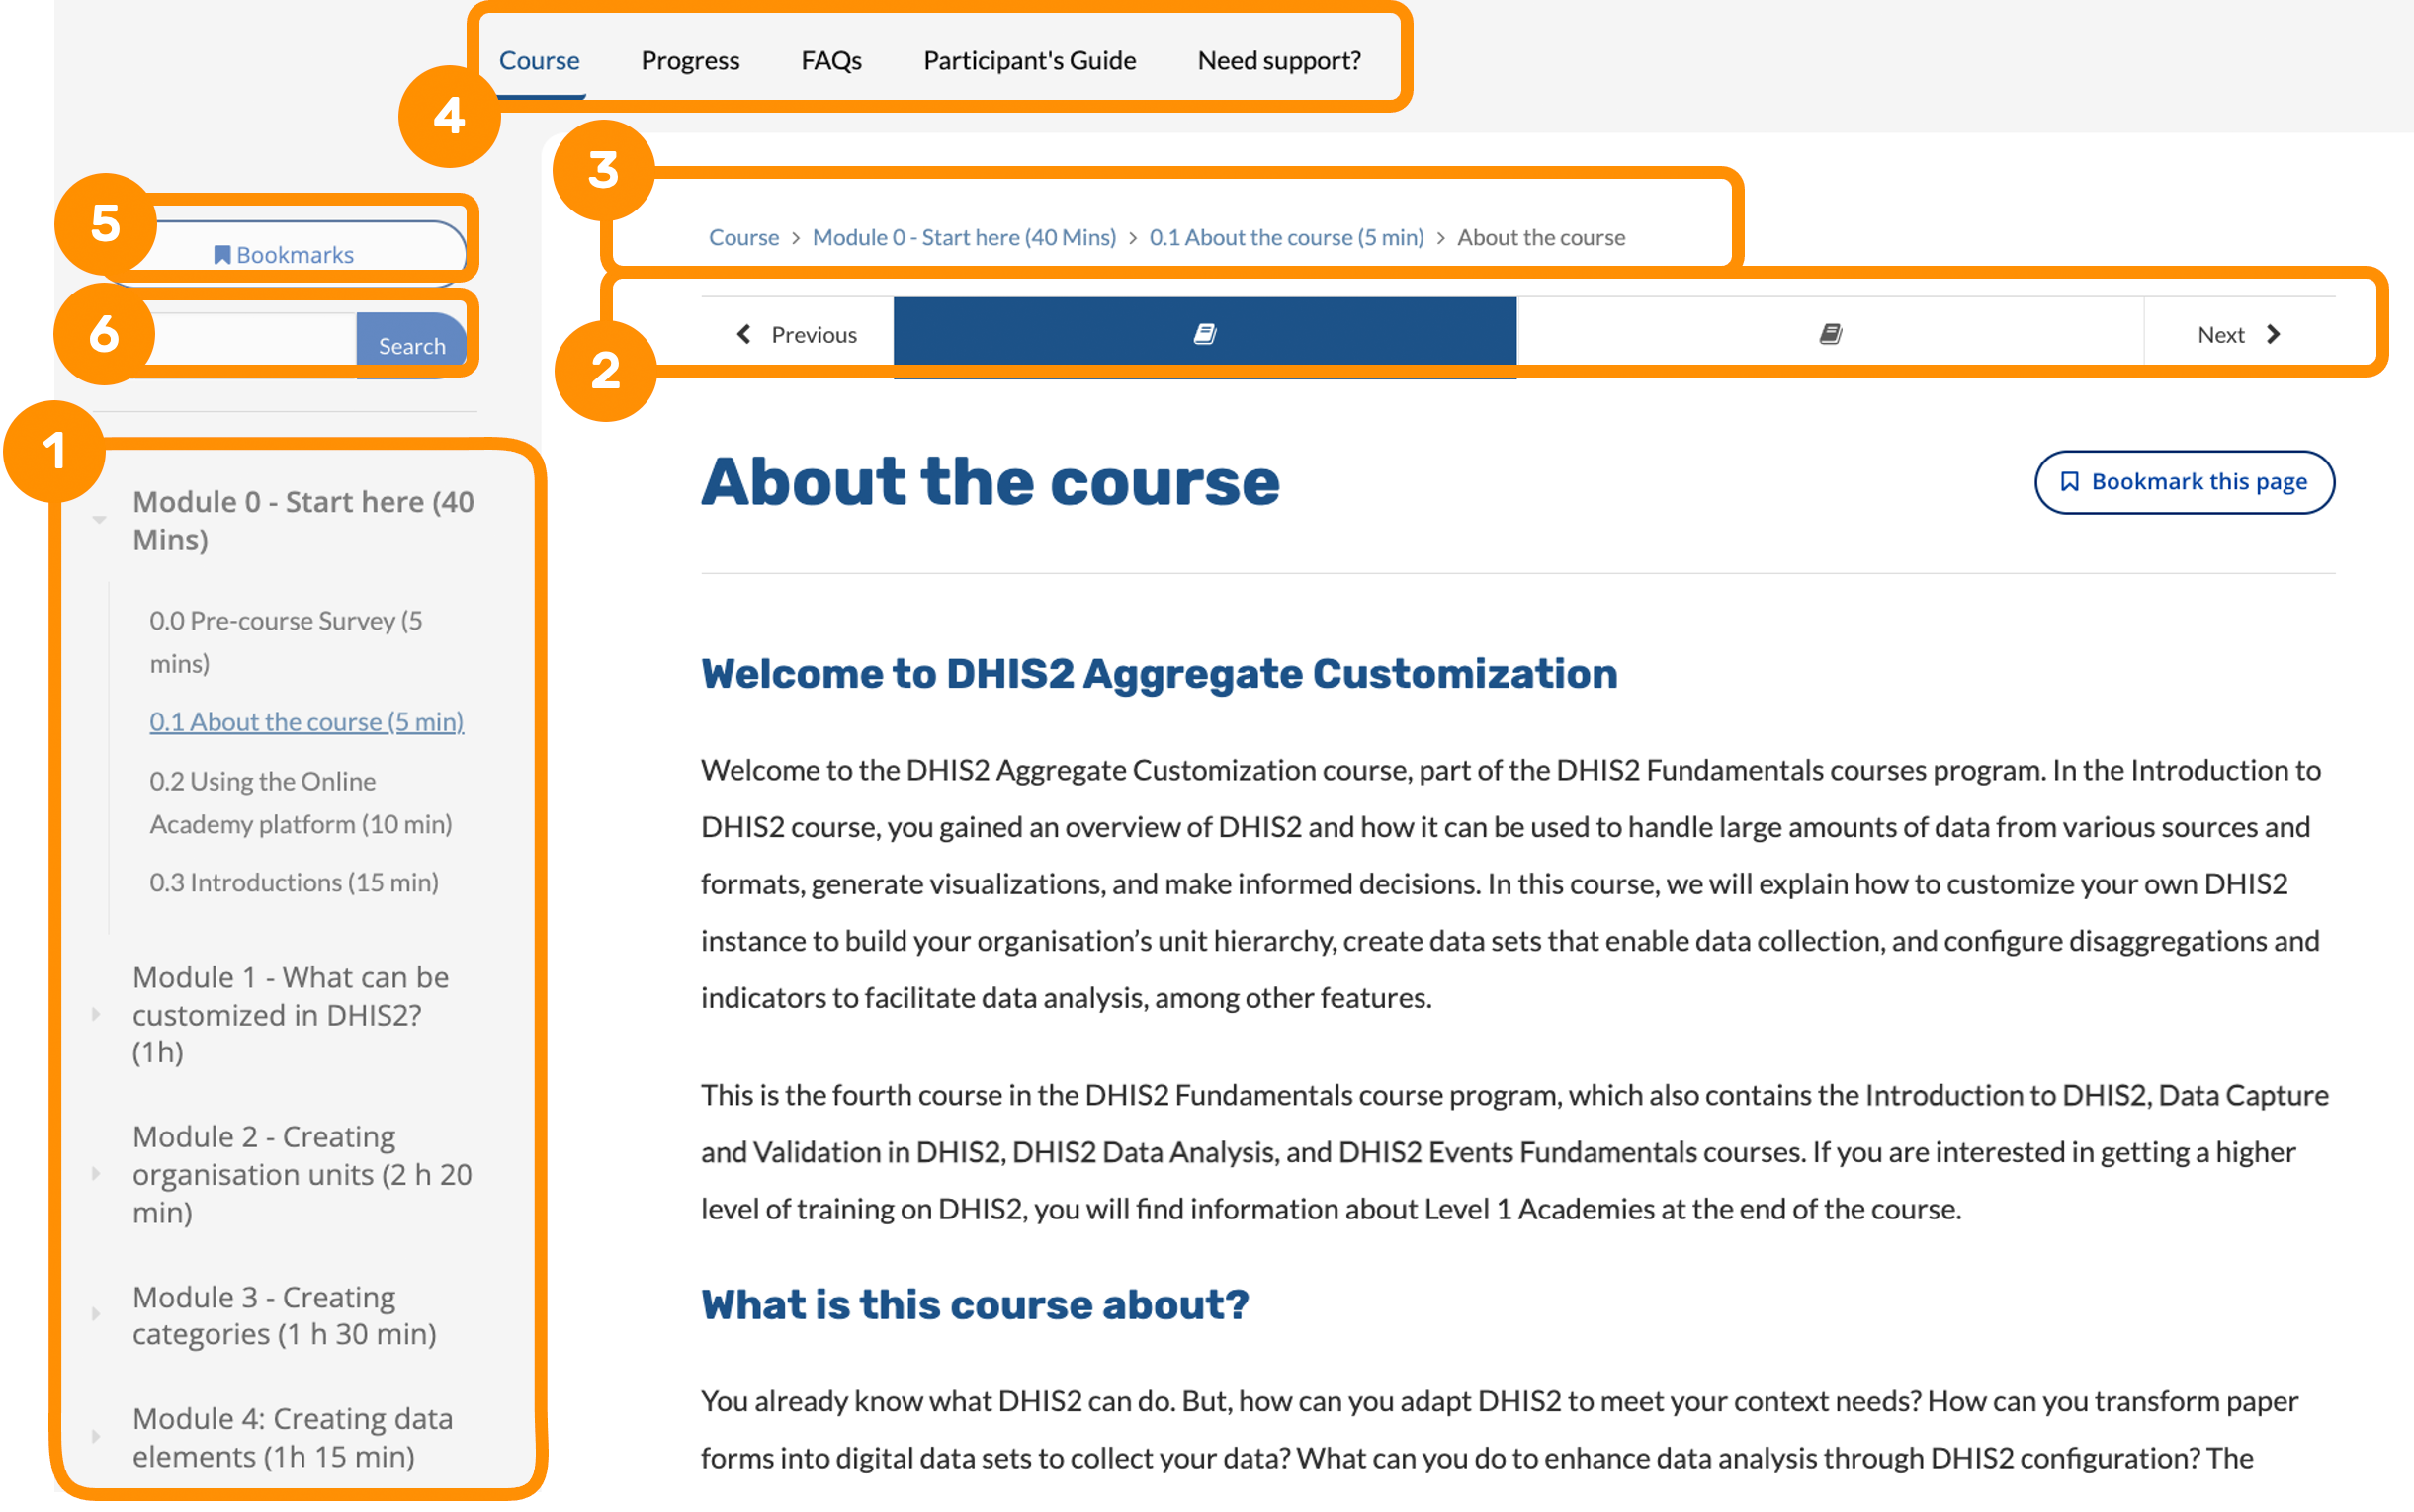 4
Course Progress FAQs Participant's Guide Need support?
3
Course > Module 0 - Start here (40 Mins) > 0.1 About the course (5 min) > About the course
5
Bookmarks
6
Search
2
Previous
Next
1
Module 0 - Start here (40
Mins)
0.0 Pre-course Survey (5
mins)
0.1 About the course (5 min)
0.2 Using the Online
Academy platform (10 min)
0.3 Introductions (15 min)
Module 1 - What can be
customized in DHIS2?
(1h)
Module 2 - Creating
organisation units (2 h 20
min)
Module 3 - Creating
categories (1 h 30 min)
Module 4: Creating data
elements (1h 15 min)
About the course
Bookmark this page
Welcome to DHIS2 Aggregate Customization
Welcome to the DHIS2 Aggregate Customization course, part of the DHIS2 Fundamentals courses program. In the Introduction to
DHIS2 course, you gained an overview of DHIS2 and how it can be used to handle large amounts of data from various sources and
formats, generate visualizations, and make informed decisions. In this course, we will explain how to customize your own DHIS2
instance to build your organisation’s unit hierarchy, create data sets that enable data collection, and configure disaggregations and
indicators to facilitate data analysis, among other features.
This is the fourth course in the DHIS2 Fundamentals course program, which also contains the Introduction to DHIS2, Data Capture
and Validation in DHIS2, DHIS2 Data Analysis, and DHIS2 Events Fundamentals courses. If you are interested in getting a higher
level of training on DHIS2, you will find information about Level 1 Academies at the end of the course.
What is this course about?
You already know what DHIS2 can do. But, how can you adapt DHIS2 to meet your context needs? How can you transform paper
forms into digital data sets to collect your data? What can you do to enhance data analysis through DHIS2 configuration? The